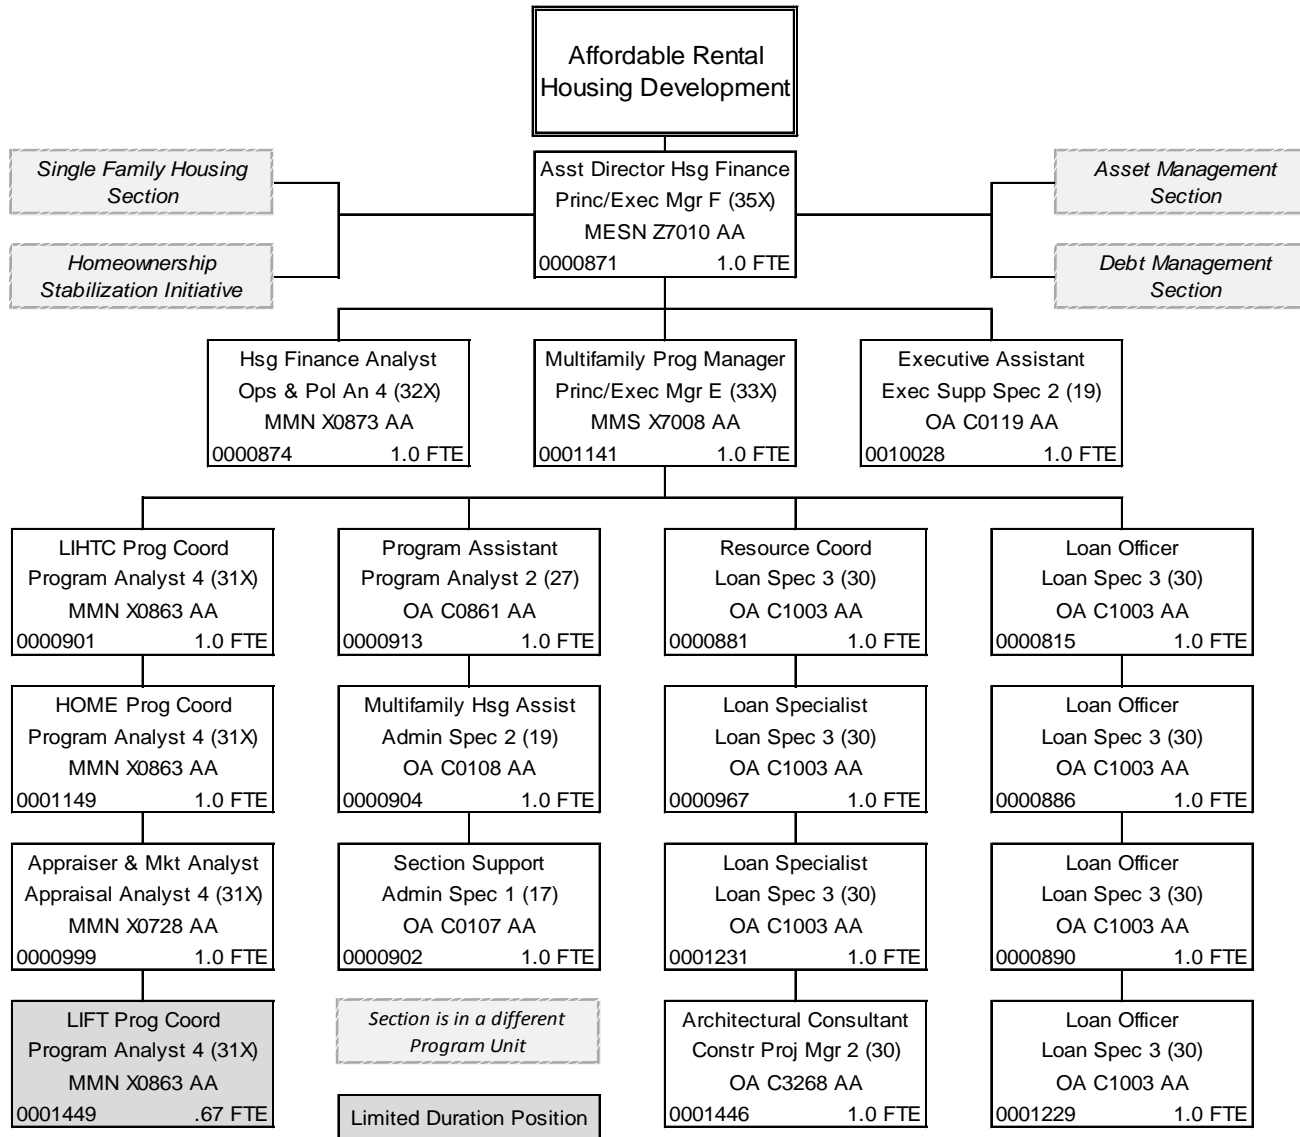 Affordable Rental
Housing Development
Single Family Housing
Section
Homeownership
Stabilization Initiative
Asst Director Hsg Finance
Princ/Exec Mgr F (35X)
MESN Z7010 AA
0000871 1.0 FTE
Asset Management
Section
Debt Management
Section
Hsg Finance Analyst
Ops & Pol An 4 (32X)
MMN X0873 AA
0000874 1.0 FTE
Multifamily Prog Manager
Princ/Exec Mgr E (33X)
MMS X7008 AA
0001141 1.0 FTE
Executive Assistant
Exec Supp Spec 2 (19)
OA C0119 AA
0010028 1.0 FTE
LIHTC Prog Coord
Program Analyst 4 (31X)
MMN X0863 AA
0000901 1.0 FTE
Program Assistant
Program Analyst 2 (27)
OA C0861 AA
0000913 1.0 FTE
Resource Coord
Loan Spec 3 (30)
OA C1003 AA
0000881 1.0 FTE
Loan Officer
Loan Spec 3 (30)
OA C1003 AA
0000815 1.0 FTE
HOME Prog Coord
Program Analyst 4 (31X)
MMN X0863 AA
0001149 1.0 FTE
Multifamily Hsg Assist
Admin Spec 2 (19)
OA C0108 AA
0000904 1.0 FTE
Loan Specialist
Loan Spec 3 (30)
OA C1003 AA
0000967 1.0 FTE
Loan Officer
Loan Spec 3 (30)
OA C1003 AA
0000886 1.0 FTE
Appraiser & Mkt Analyst
Appraisal Analyst 4 (31X)
MMN X0728 AA
0000999 1.0 FTE
Section Support
Admin Spec 1 (17)
OA C0107 AA
0000902 1.0 FTE
Loan Specialist
Loan Spec 3 (30)
OA C1003 AA
0001231 1.0 FTE
Loan Officer
Loan Spec 3 (30)
OA C1003 AA
0000890 1.0 FTE
LIFT Prog Coord
Program Analyst 4 (31X)
MMN X0863 AA
0001449 .67 FTE
Section is in a different
Program Unit
Limited Duration Position
Architectural Consultant
Constr Proj Mgr 2 (30)
OA C3268 AA
0001446 1.0 FTE
Loan Officer
Loan Spec 3 (30)
OA C1003 AA
0001229 1.0 FTE